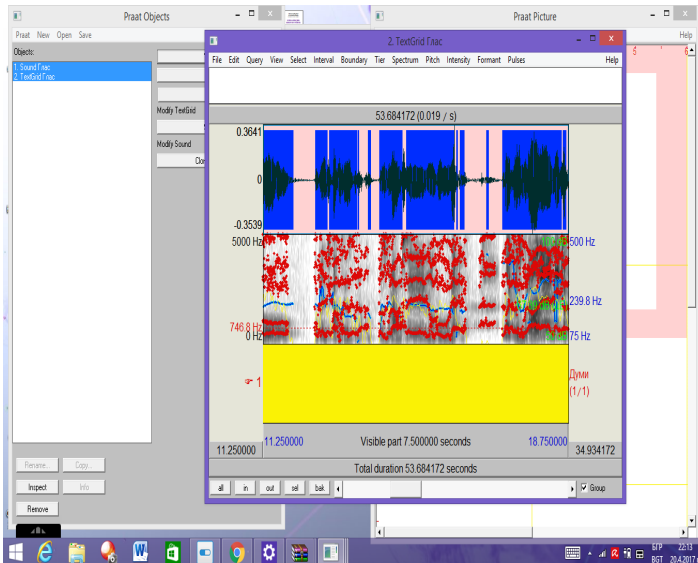 Praat Objects
Praat New Open Save
Objects:
1. Sound Глас
2. TextGrid Глас
Modify TextGrid
Modify Sound
Rename...
Copy...
Inspect
Info
Remove
Praat Picture
Help
2. TextGrid Глас
File Edit Query View Select Interval Boundary Tier Spectrum Pitch Intensity Formant Pulses Help
53.684172 (0.019 / s)
0.3641
0
-0.3539
5000 Hz
500 Hz
239.8 Hz
746.8 Hz
0 Hz
75 Hz
1
Думи
(1/1)
11.250000
11.250000
Visible part 7.500000 seconds
18.750000
34.934172
Total duration 53.684172 seconds
all in out sel bak
Group
БГР 22:13
BGT 20.4.2017